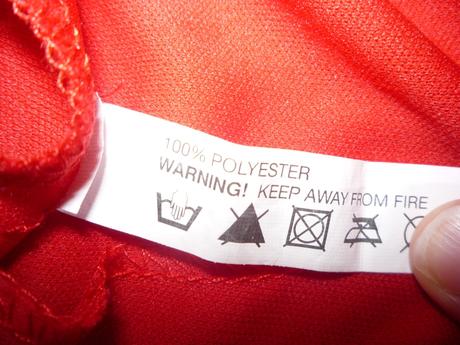 100% POLYESTER
WARNING! KEEP AWAY FROM FIRE